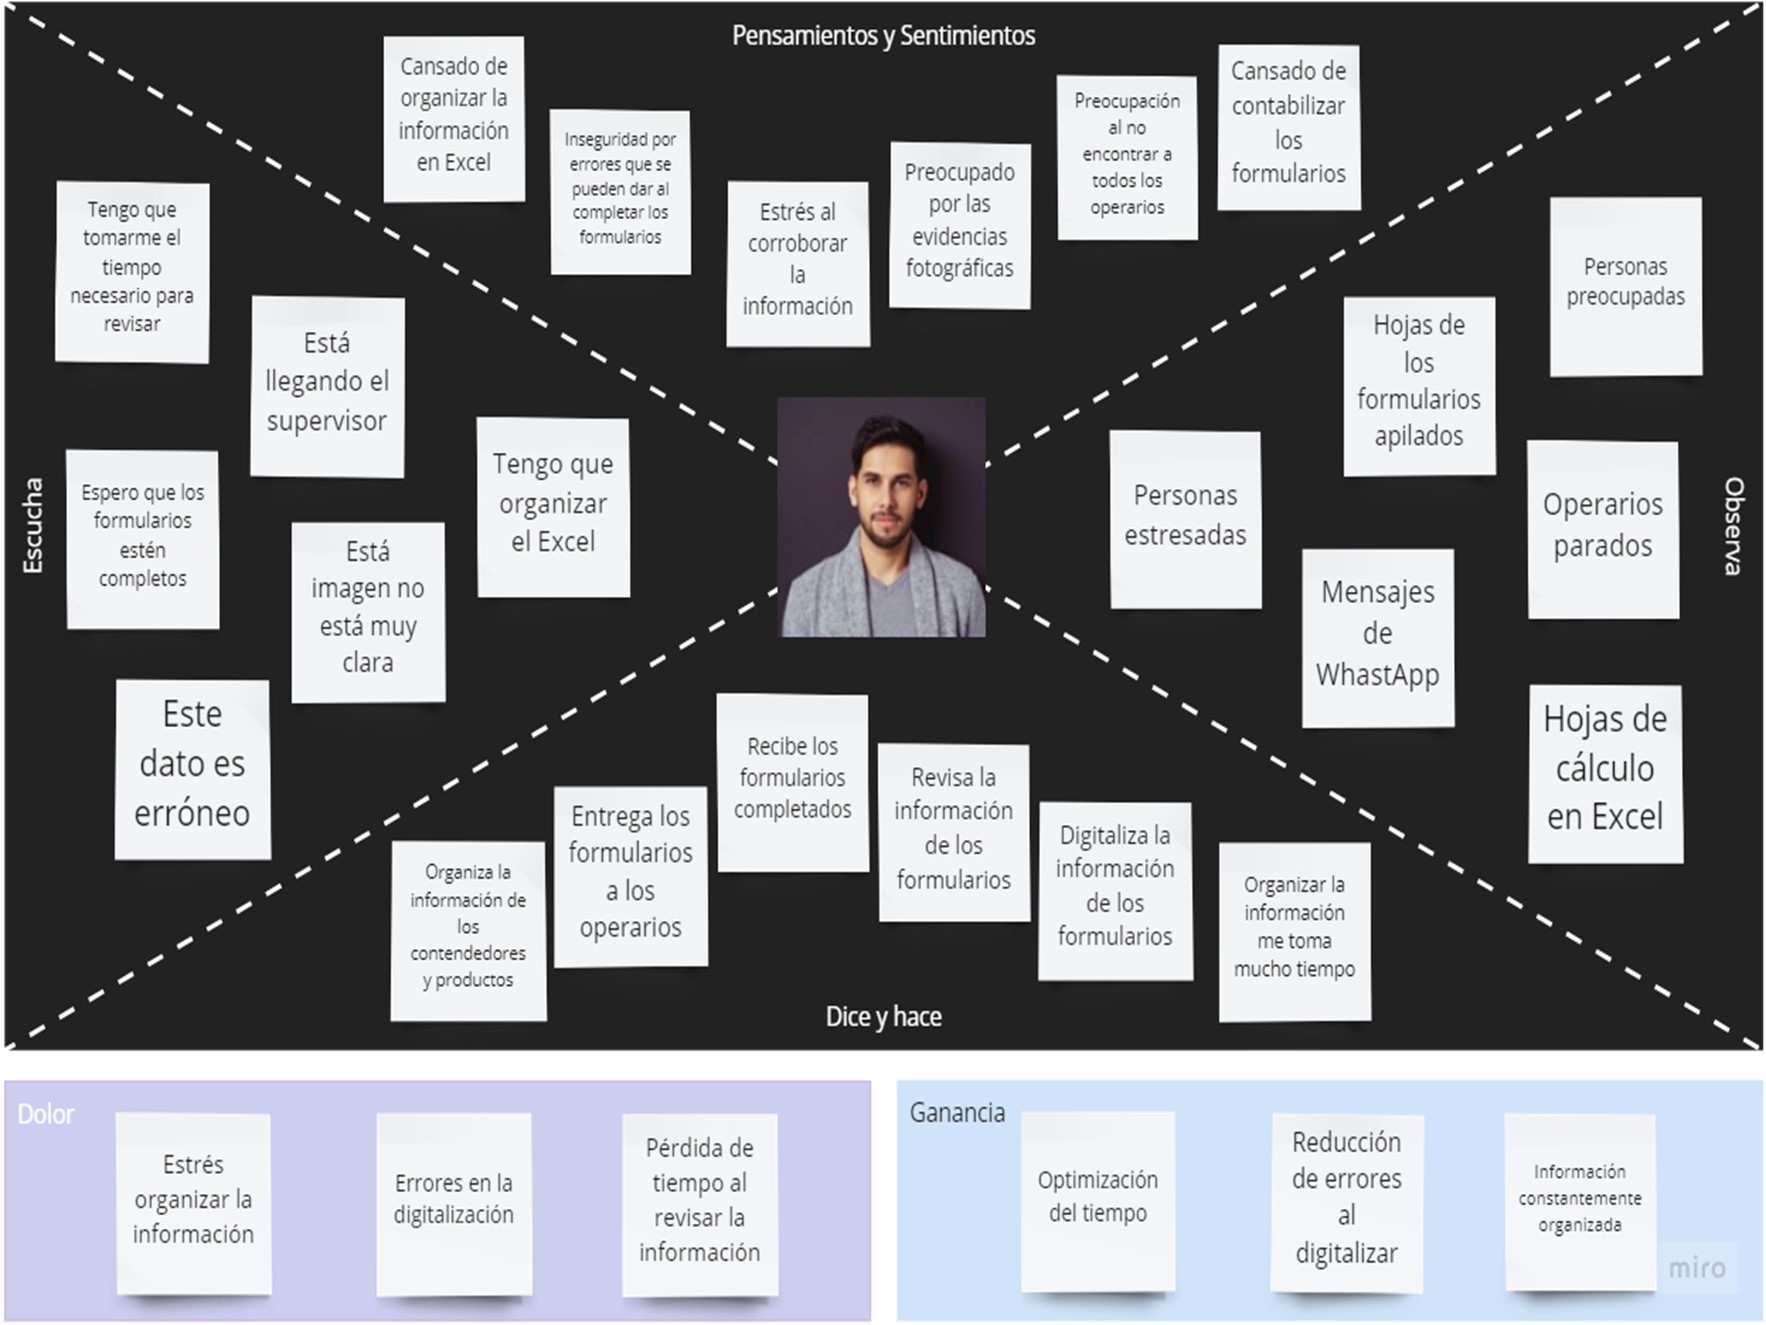 Pensamientos y Sentimientos
Cansado de
organizar la
información
en Excel
Inseguridad por
errores que se
pueden dar al
completar los
formularios
Estrés al
corroborar
la
información
Preocupado
por las
evidencias
fotográficas
Preocupación
al no
encontrar a
todos los
operarios
Cansado de
contabilizar
los
formularios
Escucha
Tengo que
tomarme el
tiempo
necesario para
revisar
Está
llegando el
supervisor
Tengo que
organizar
el Excel
Espero que los
formularios
estén
completos
Está
imagen no
está muy
clara
Este
dato es
erróneo
Observa
Personas
preocupadas
Hojas de
los
formularios
apilados
Personas
estresadas
Operarios
parados
Mensajes
de
WhastApp
Hojas de
cálculo
en Excel
Organiza la
información de
los
contendedores
y productos
Entrega los
formularios
a los
operarios
Recibe los
formularios
completados
Revisa la
información
de los
formularios
Digitaliza la
información
de los
formularios
Organizar la
información
me toma
mucho tiempo
Dice y hace
Dolor
Estrés
organizar la
información
Errores en la
digitalización
Pérdida de
tiempo al
revisar la
información
Ganancia
Optimización
del tiempo
Reducción
de errores
al
digitalizar
Información
constantemente
organizada
miro